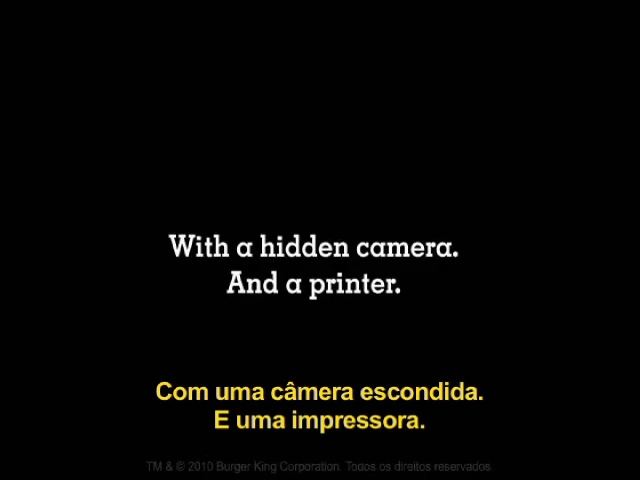 With a hidden camera.
And a printer.
Com uma câmera escondida.
E uma impressora.
TM & © 2010 Burger King Corporation. Todos os direitos reservados.